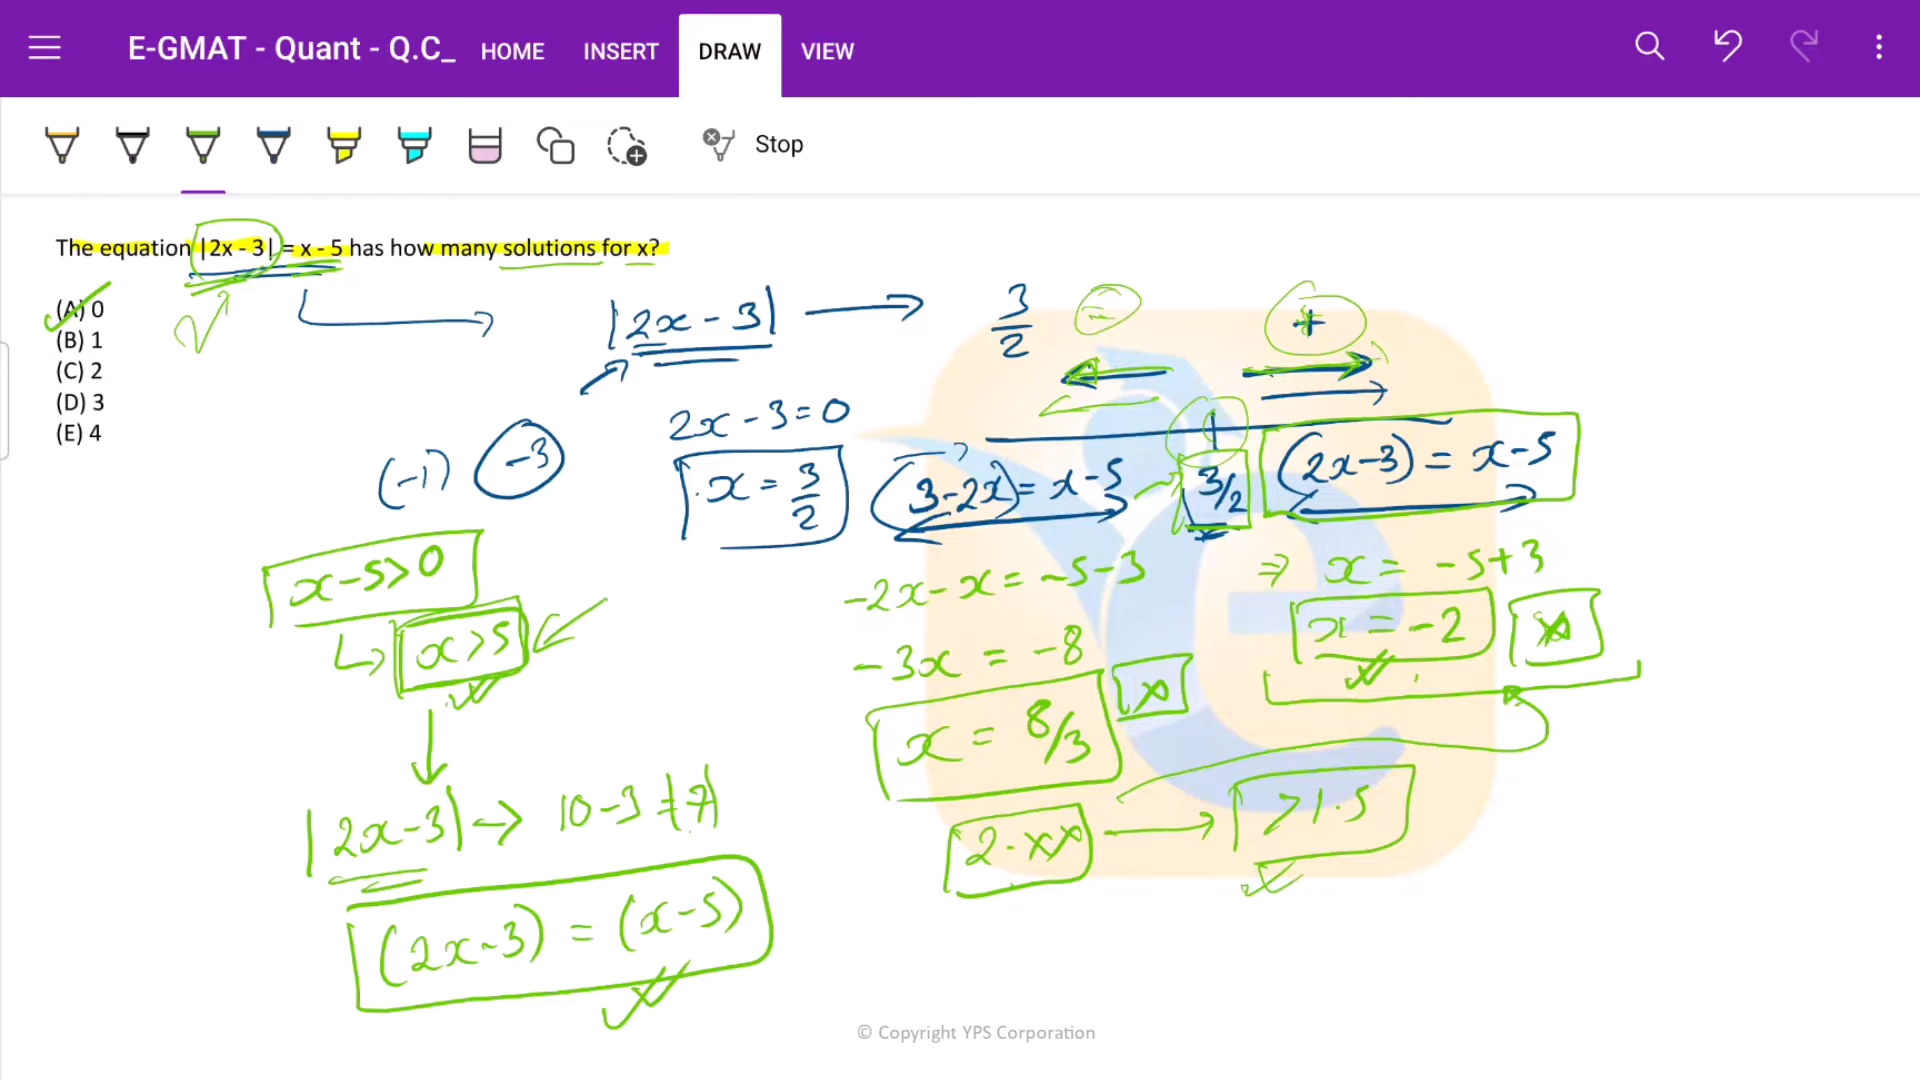 E-GMAT - Quant - Q.C_ HOME INSERT DRAW VIEW
Stop
The equation |2x - 3| = x - 5 has how many solutions for x?
(A) 0
(B) 1
(C) 2
(D) 3
(E) 4
|2x - 3| → 3/2 − +
2x - 3 = 0
x = 3/2
(-1) -3
(3 - 2x) = x - 5
3/2
(2x - 3) = x - 5
x - 5 > 0
x > 5
-2x - x = -5 - 3
-3x = -8
x = 8/3
⇒ x = -5 + 3
x = -2
2.xx → >1.5
|2x - 3| → 10 - 3 = 7
(2x - 3) = (x - 5)
© Copyright YPS Corporation